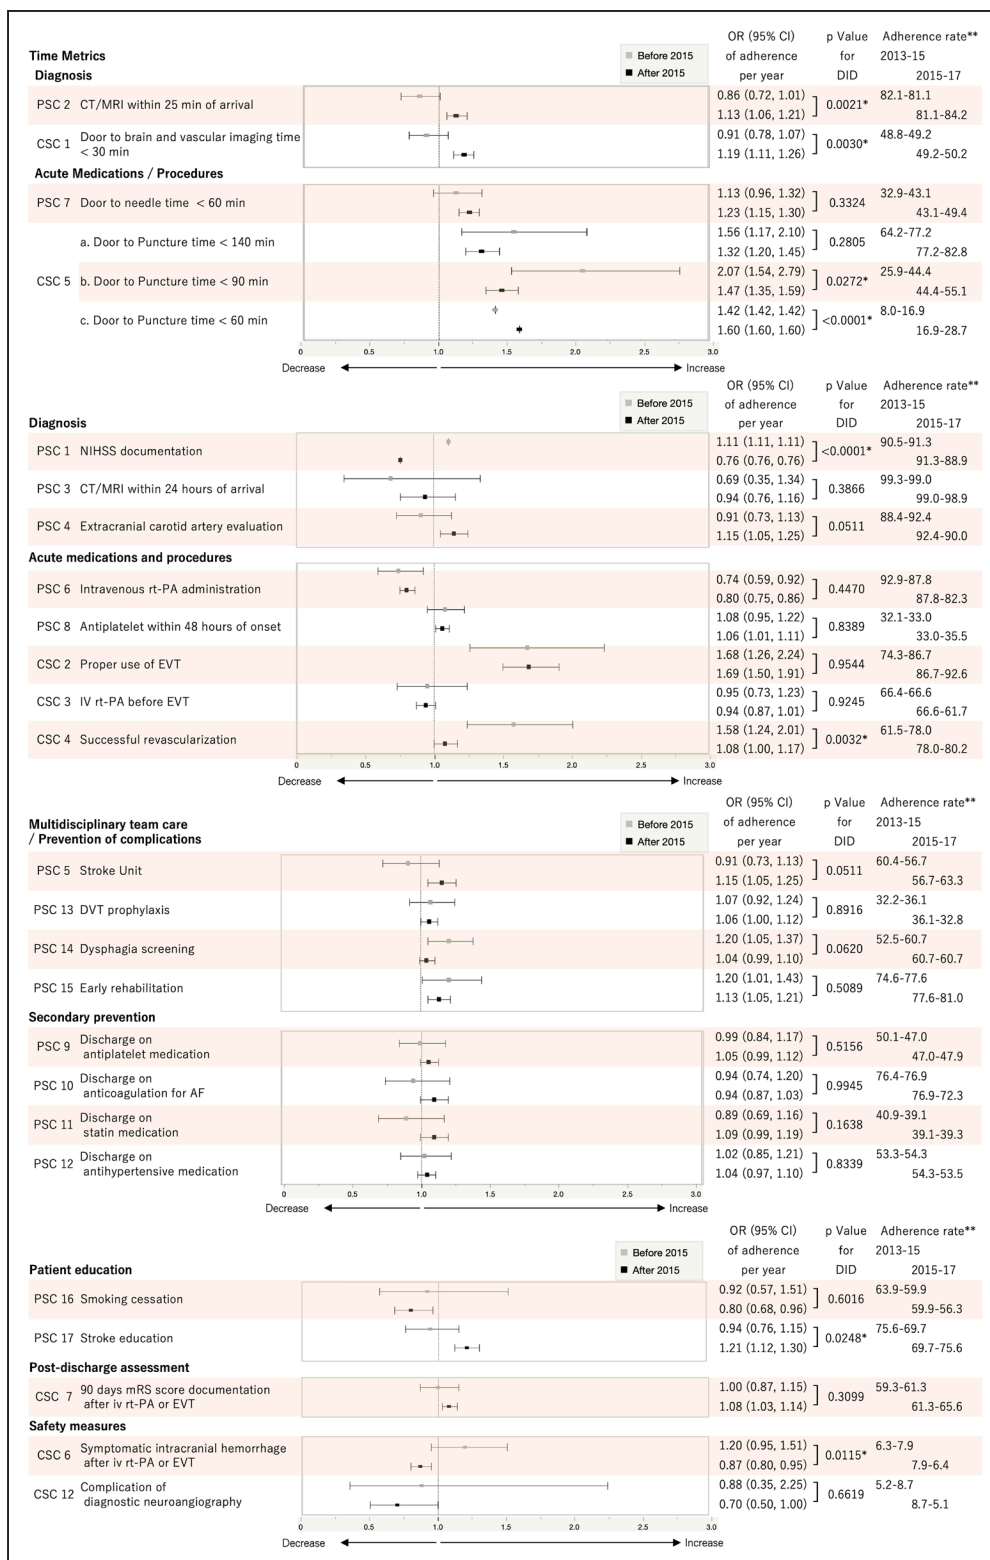 OR (95% CI) p Value Adherence rate**
Time Metrics Before 2015 of adherence for 2013-15
Diagnosis After 2015 per year DID 2015-17
PSC 2 CT/MRI within 25 min of arrival 0.86 (0.72, 1.01) 0.0021* 82.1-81.1
1.13 (1.06, 1.21) 81.1-84.2
CSC 1 Door to brain and vascular imaging time 0.91 (0.78, 1.07) 0.0030* 48.8-49.2
< 30 min 1.19 (1.11, 1.26) 49.2-50.2
Acute Medications / Procedures
PSC 7 Door to needle time < 60 min 1.13 (0.96, 1.32) 0.3324 32.9-43.1
1.23 (1.15, 1.30) 43.1-49.4
a. Door to Puncture time < 140 min 1.56 (1.17, 2.10) 0.2805 64.2-77.2
1.32 (1.20, 1.45) 77.2-82.8
CSC 5 b. Door to Puncture time < 90 min 2.07 (1.54, 2.79) 0.0272* 25.9-44.4
1.47 (1.35, 1.59) 44.4-55.1
c. Door to Puncture time < 60 min 1.42 (1.42, 1.42) <0.0001* 8.0-16.9
1.60 (1.60, 1.60) 16.9-28.7
0 0.5 1.0 1.5 2.0 2.5 3.0
Decrease Increase
OR (95% CI) p Value Adherence rate**
Before 2015 of adherence for 2013-15
Diagnosis After 2015 per year DID 2015-17
PSC 1 NIHSS documentation 1.11 (1.11, 1.11) <0.0001* 90.5-91.3
0.76 (0.76, 0.76) 91.3-88.9
PSC 3 CT/MRI within 24 hours of arrival 0.69 (0.35, 1.34) 0.3866 99.3-99.0
0.94 (0.76, 1.16) 99.0-98.9
PSC 4 Extracranial carotid artery evaluation 0.91 (0.73, 1.13) 0.0511 88.4-92.4
1.15 (1.05, 1.25) 92.4-90.0
Acute medications and procedures
PSC 6 Intravenous rt-PA administration 0.74 (0.59, 0.92) 0.4470 92.9-87.8
0.80 (0.75, 0.86) 87.8-82.3
PSC 8 Antiplatelet within 48 hours of onset 1.08 (0.95, 1.22) 0.8389 32.1-33.0
1.06 (1.01, 1.11) 33.0-35.5
CSC 2 Proper use of EVT 1.68 (1.26, 2.24) 0.9544 74.3-86.7
1.69 (1.50, 1.91) 86.7-92.6
CSC 3 IV rt-PA before EVT 0.95 (0.73, 1.23) 0.9245 66.4-66.6
0.94 (0.87, 1.01) 66.6-61.7
CSC 4 Successful revascularization 1.58 (1.24, 2.01) 0.0032* 61.5-78.0
1.08 (1.00, 1.17) 78.0-80.2
0 0.5 1.0 1.5 2.0 2.5 3.0
Decrease Increase
OR (95% CI) p Value Adherence rate**
Multidisciplinary team care Before 2015 of adherence for 2013-15
/ Prevention of complications After 2015 per year DID 2015-17
PSC 5 Stroke Unit 0.91 (0.73, 1.13) 0.0511 60.4-56.7
1.15 (1.05, 1.25) 56.7-63.3
PSC 13 DVT prophylaxis 1.07 (0.92, 1.24) 0.8916 32.2-36.1
1.06 (1.00, 1.12) 36.1-32.8
PSC 14 Dysphagia screening 1.20 (1.05, 1.37) 0.0620 52.5-60.7
1.04 (0.99, 1.10) 60.7-60.7
PSC 15 Early rehabilitation 1.20 (1.01, 1.43) 0.5089 74.6-77.6
1.13 (1.05, 1.21) 77.6-81.0
Secondary prevention
PSC 9 Discharge on 0.99 (0.84, 1.17) 0.5156 50.1-47.0
antiplatelet medication 1.05 (0.99, 1.12) 47.0-47.9
PSC 10 Discharge on 0.94 (0.74, 1.20) 0.9945 76.4-76.9
anticoagulation for AF 0.94 (0.87, 1.03) 76.9-72.3
PSC 11 Discharge on 0.89 (0.69, 1.16) 0.1638 40.9-39.1
statin medication 1.09 (0.99, 1.19) 39.1-39.3
PSC 12 Discharge on 1.02 (0.85, 1.21) 0.8339 53.3-54.3
antihypertensive medication 1.04 (0.97, 1.10) 54.3-53.5
0 0.5 1.0 1.5 2.0 2.5 3.0
Decrease Increase
OR (95% CI) p Value Adherence rate**
Before 2015 of adherence for 2013-15
Patient education After 2015 per year DID 2015-17
PSC 16 Smoking cessation 0.92 (0.57, 1.51) 0.6016 63.9-59.9
0.80 (0.68, 0.96) 59.9-56.3
PSC 17 Stroke education 0.94 (0.76, 1.15) 0.0248* 75.6-69.7
1.21 (1.12, 1.30) 69.7-75.6
Post-discharge assessment
CSC 7 90 days mRS score documentation 1.00 (0.87, 1.15) 0.3099 59.3-61.3
after iv rt-PA or EVT 1.08 (1.03, 1.14) 61.3-65.6
Safety measures
CSC 6 Symptomatic intracranial hemorrhage 1.20 (0.95, 1.51) 0.0115* 6.3-7.9
after iv rt-PA or EVT 0.87 (0.80, 0.95) 7.9-6.4
CSC 12 Complication of 0.88 (0.35, 2.25) 0.6619 5.2-8.7
diagnostic neuroangiography 0.70 (0.50, 1.00) 8.7-5.1
0 0.5 1.0 1.5 2.0 2.5 3.0
Decrease Increase